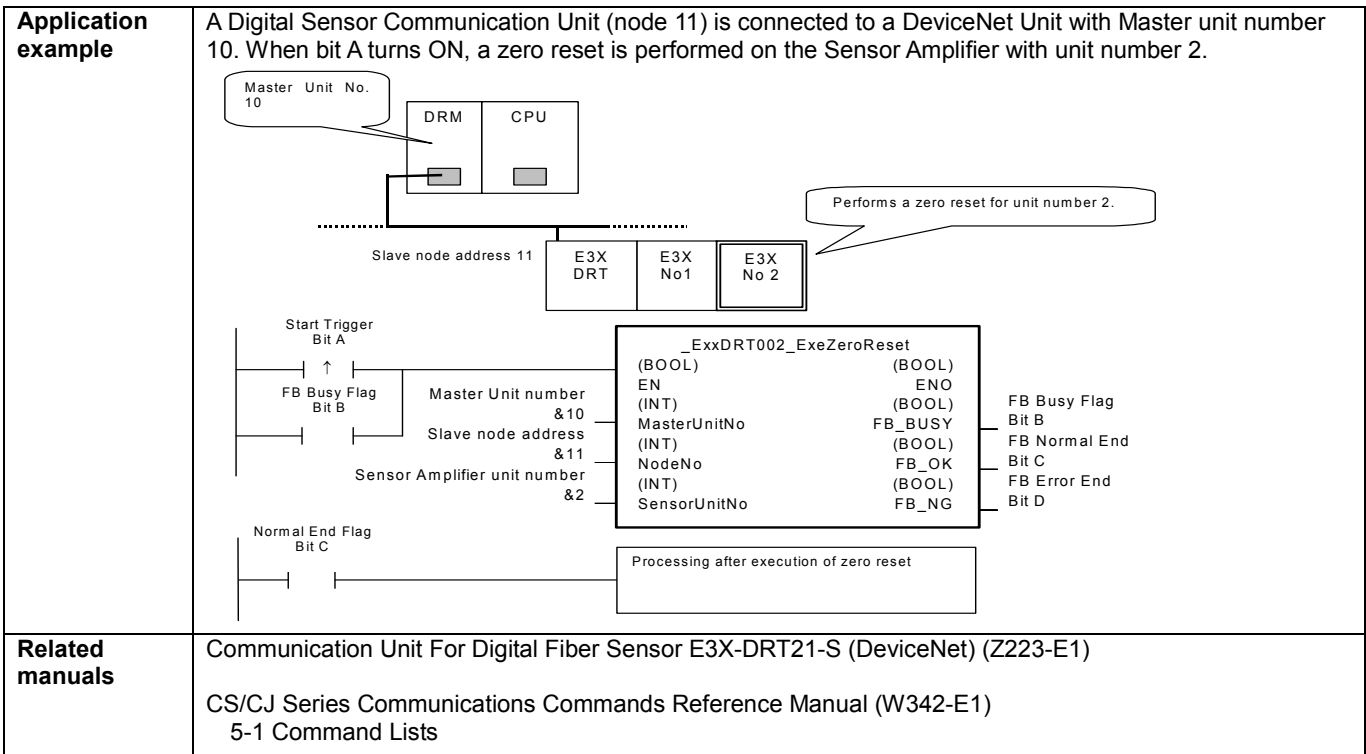 Application example
A Digital Sensor Communication Unit (node 11) is connected to a DeviceNet Unit with Master unit number
10. When bit A turns ON, a zero reset is performed on the Sensor Amplifier with unit number 2.
Master Unit No.
10
DRM
CPU
Performs a zero reset for unit number 2.
Slave node address 11
E3X
DRT
E3X
No1
E3X
No 2
Start Trigger
Bit A
↑
FB Busy Flag
Bit B
Master Unit number
&10
Slave node address
&11
Sensor Amplifier unit number
&2
_ExxDRT002_ExeZeroReset
(BOOL) (BOOL)
EN ENO
(INT) (BOOL)
MasterUnitNo FB_BUSY
(INT) (BOOL)
NodeNo FB_OK
(INT) (BOOL)
SensorUnitNo FB_NG
FB Busy Flag
Bit B
FB Normal End
Bit C
FB Error End
Bit D
Normal End Flag
Bit C
Processing after execution of zero reset
Related manuals
Communication Unit For Digital Fiber Sensor E3X-DRT21-S (DeviceNet) (Z223-E1)
CS/CJ Series Communications Commands Reference Manual (W342-E1)
5-1 Command Lists